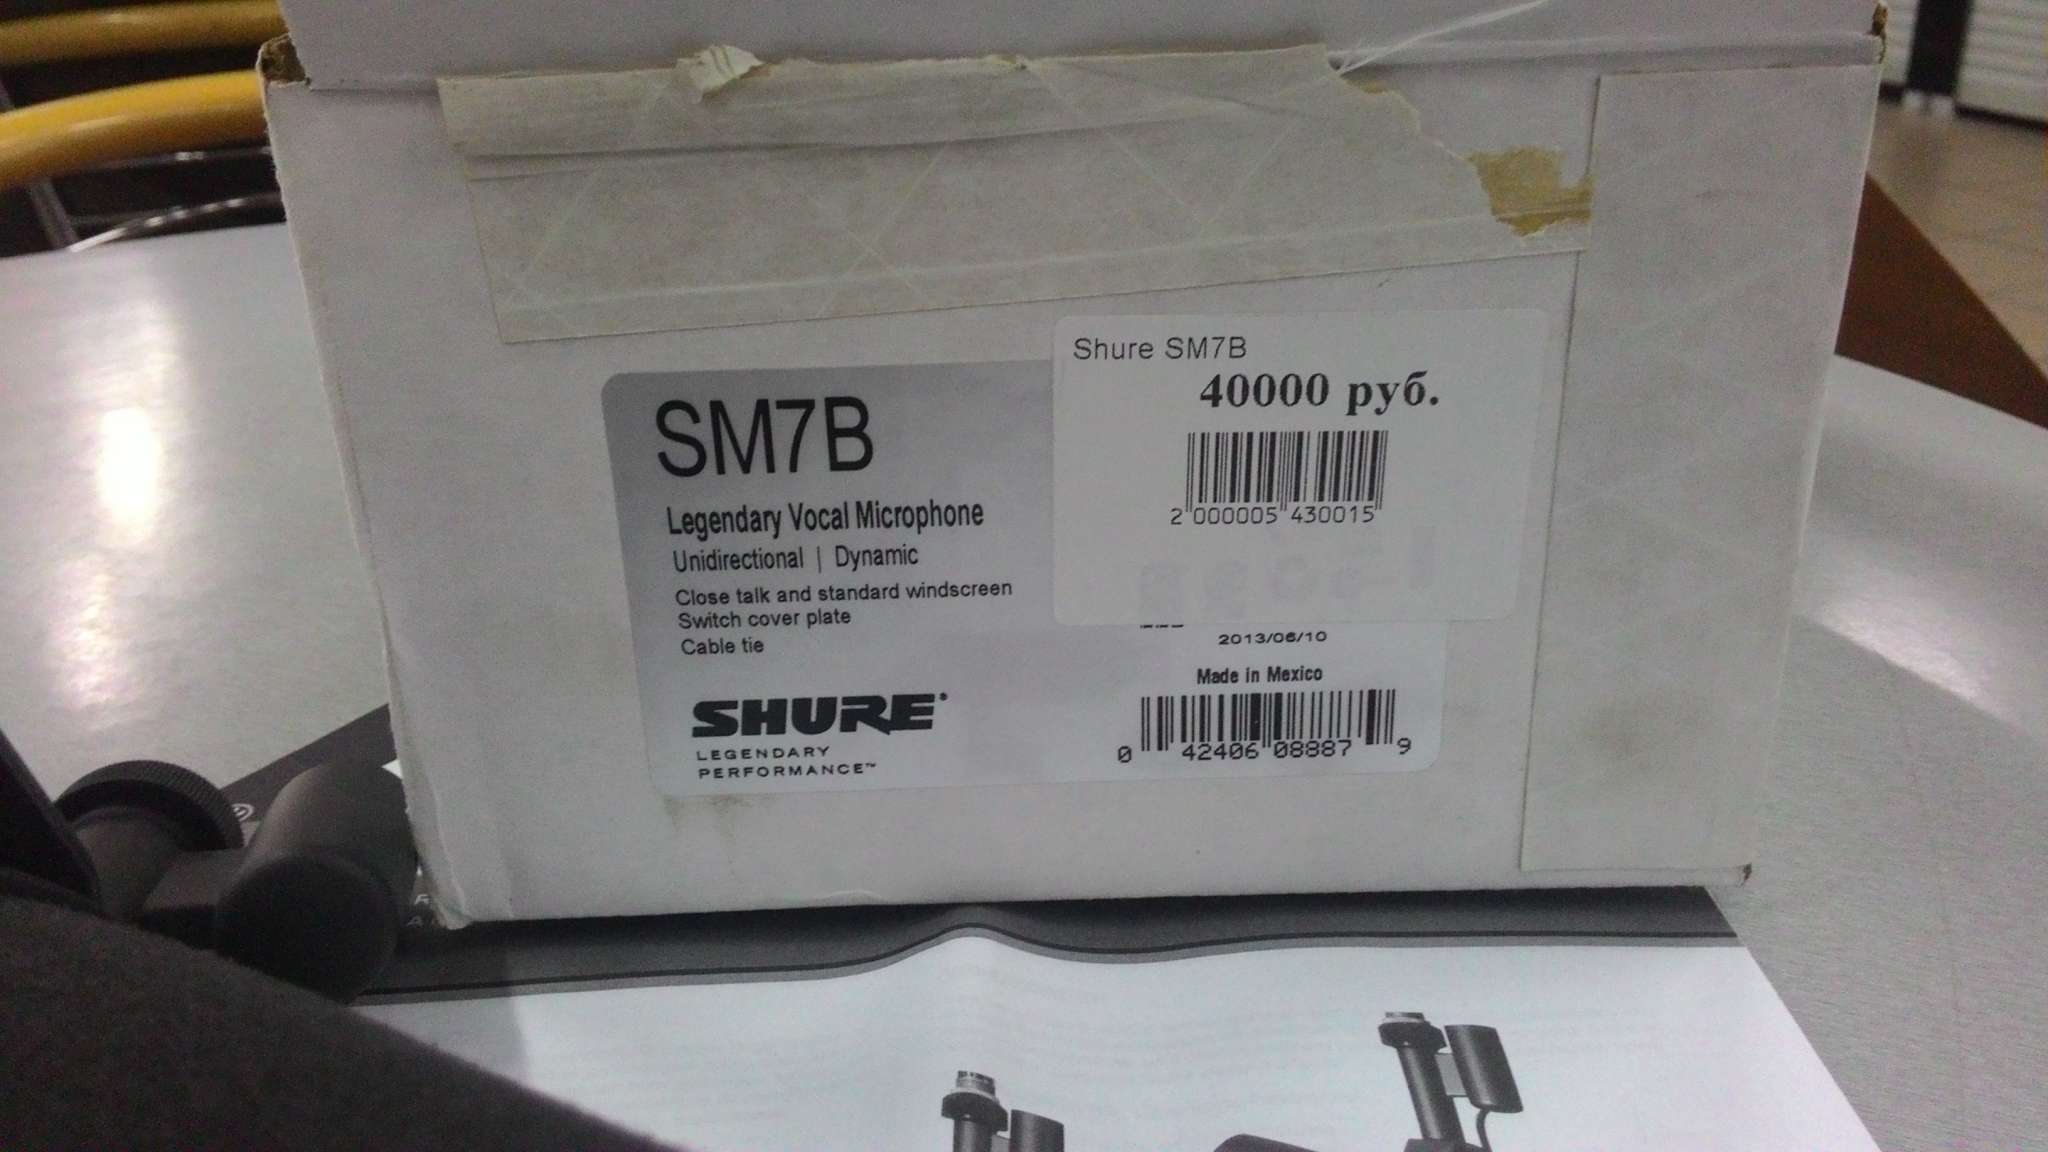 Shure SM7B
40000 руб.
2 000005 430015
SM7B
Legendary Vocal Microphone
Unidirectional | Dynamic
Close talk and standard windscreen
Switch cover plate
Cable tie
SHURE®
LEGENDARY
PERFORMANCE™
2013/06/10
Made in Mexico
0 42406 08887 9